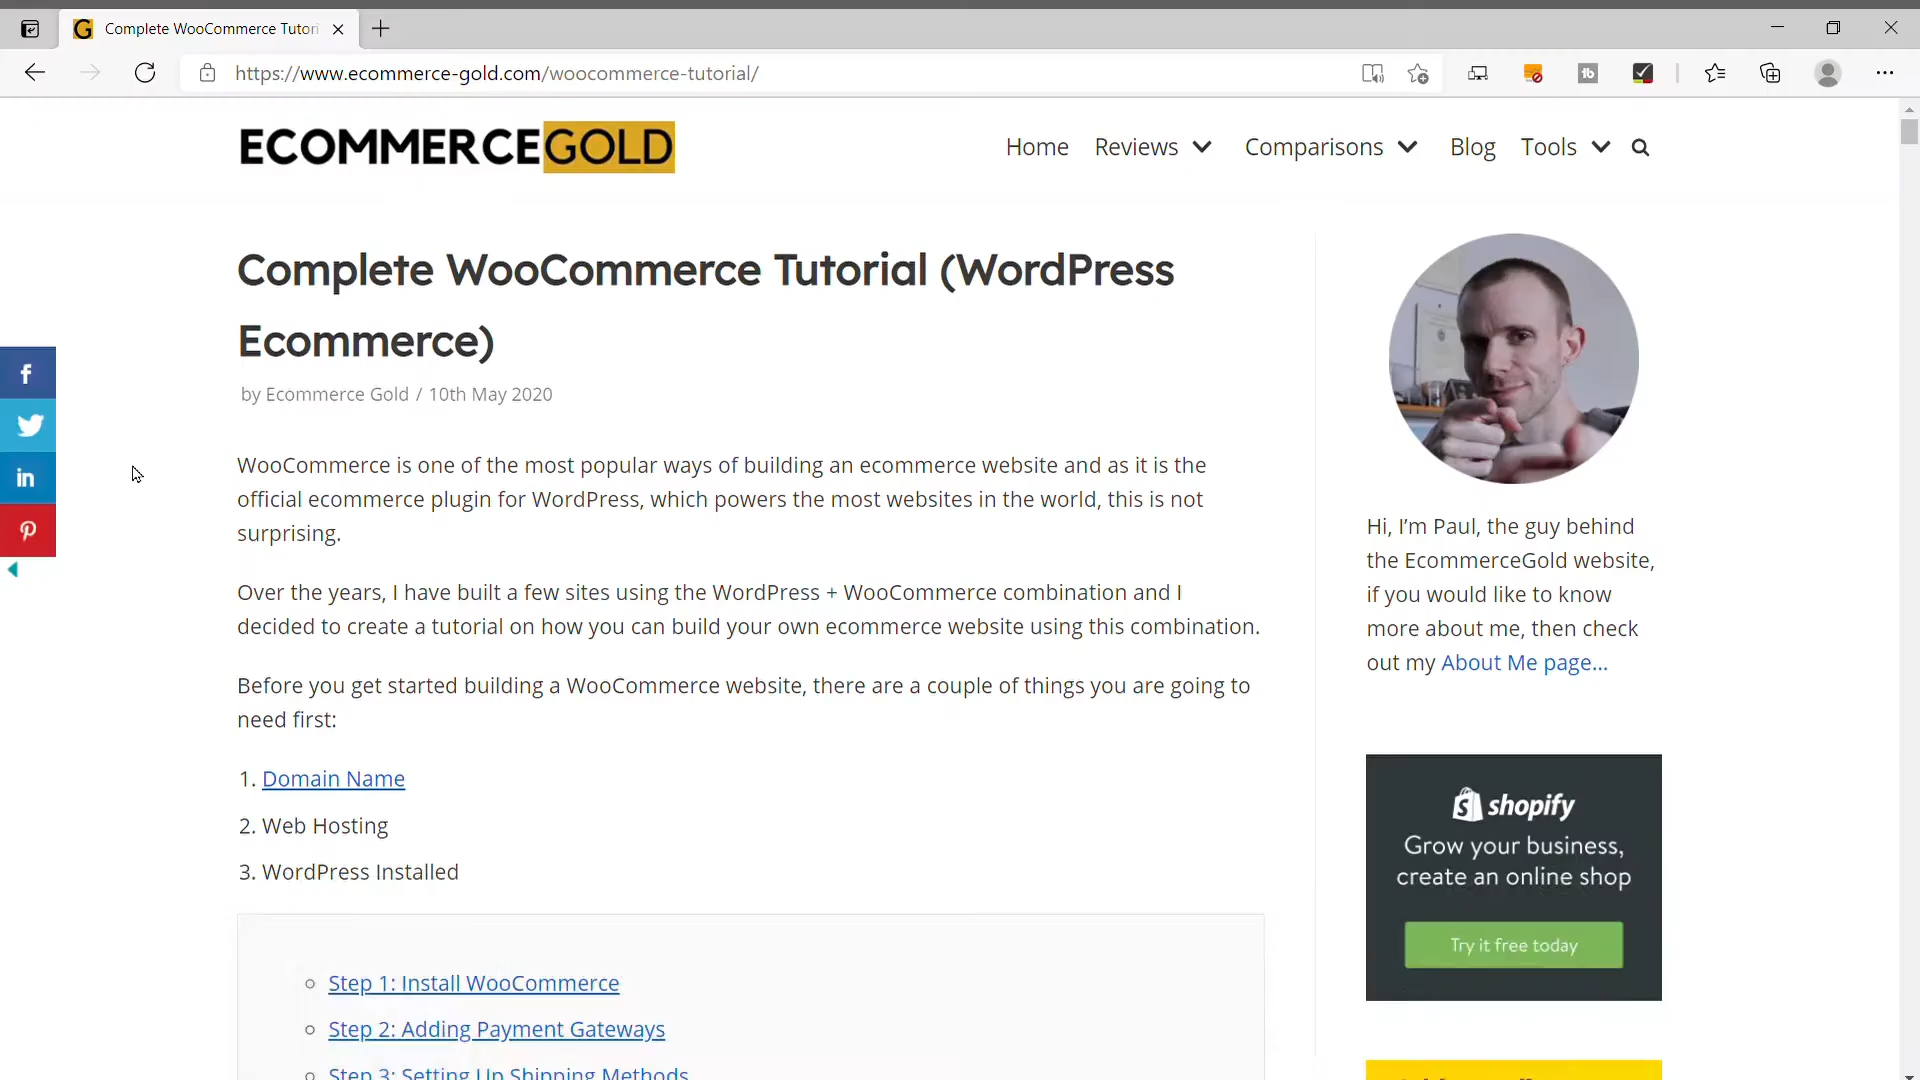 Complete WooCommerce Tutori
https://www.ecommerce-gold.com/woocommerce-tutorial/
ECOMMERCEGOLD
Home Reviews Comparisons Blog Tools
Complete WooCommerce Tutorial (WordPress
Ecommerce)
by Ecommerce Gold / 10th May 2020
WooCommerce is one of the most popular ways of building an ecommerce website and as it is the
official ecommerce plugin for WordPress, which powers the most websites in the world, this is not
surprising.
Over the years, I have built a few sites using the WordPress + WooCommerce combination and I
decided to create a tutorial on how you can build your own ecommerce website using this combination.
Before you get started building a WooCommerce website, there are a couple of things you are going to
need first:
1. Domain Name
2. Web Hosting
3. WordPress Installed
Step 1: Install WooCommerce
Step 2: Adding Payment Gateways
Step 3: Setting Up Shipping Methods
Hi, I’m Paul, the guy behind
the EcommerceGold website,
if you would like to know
more about me, then check
out my About Me page...
shopify
Grow your business,
create an online shop
Try it free today